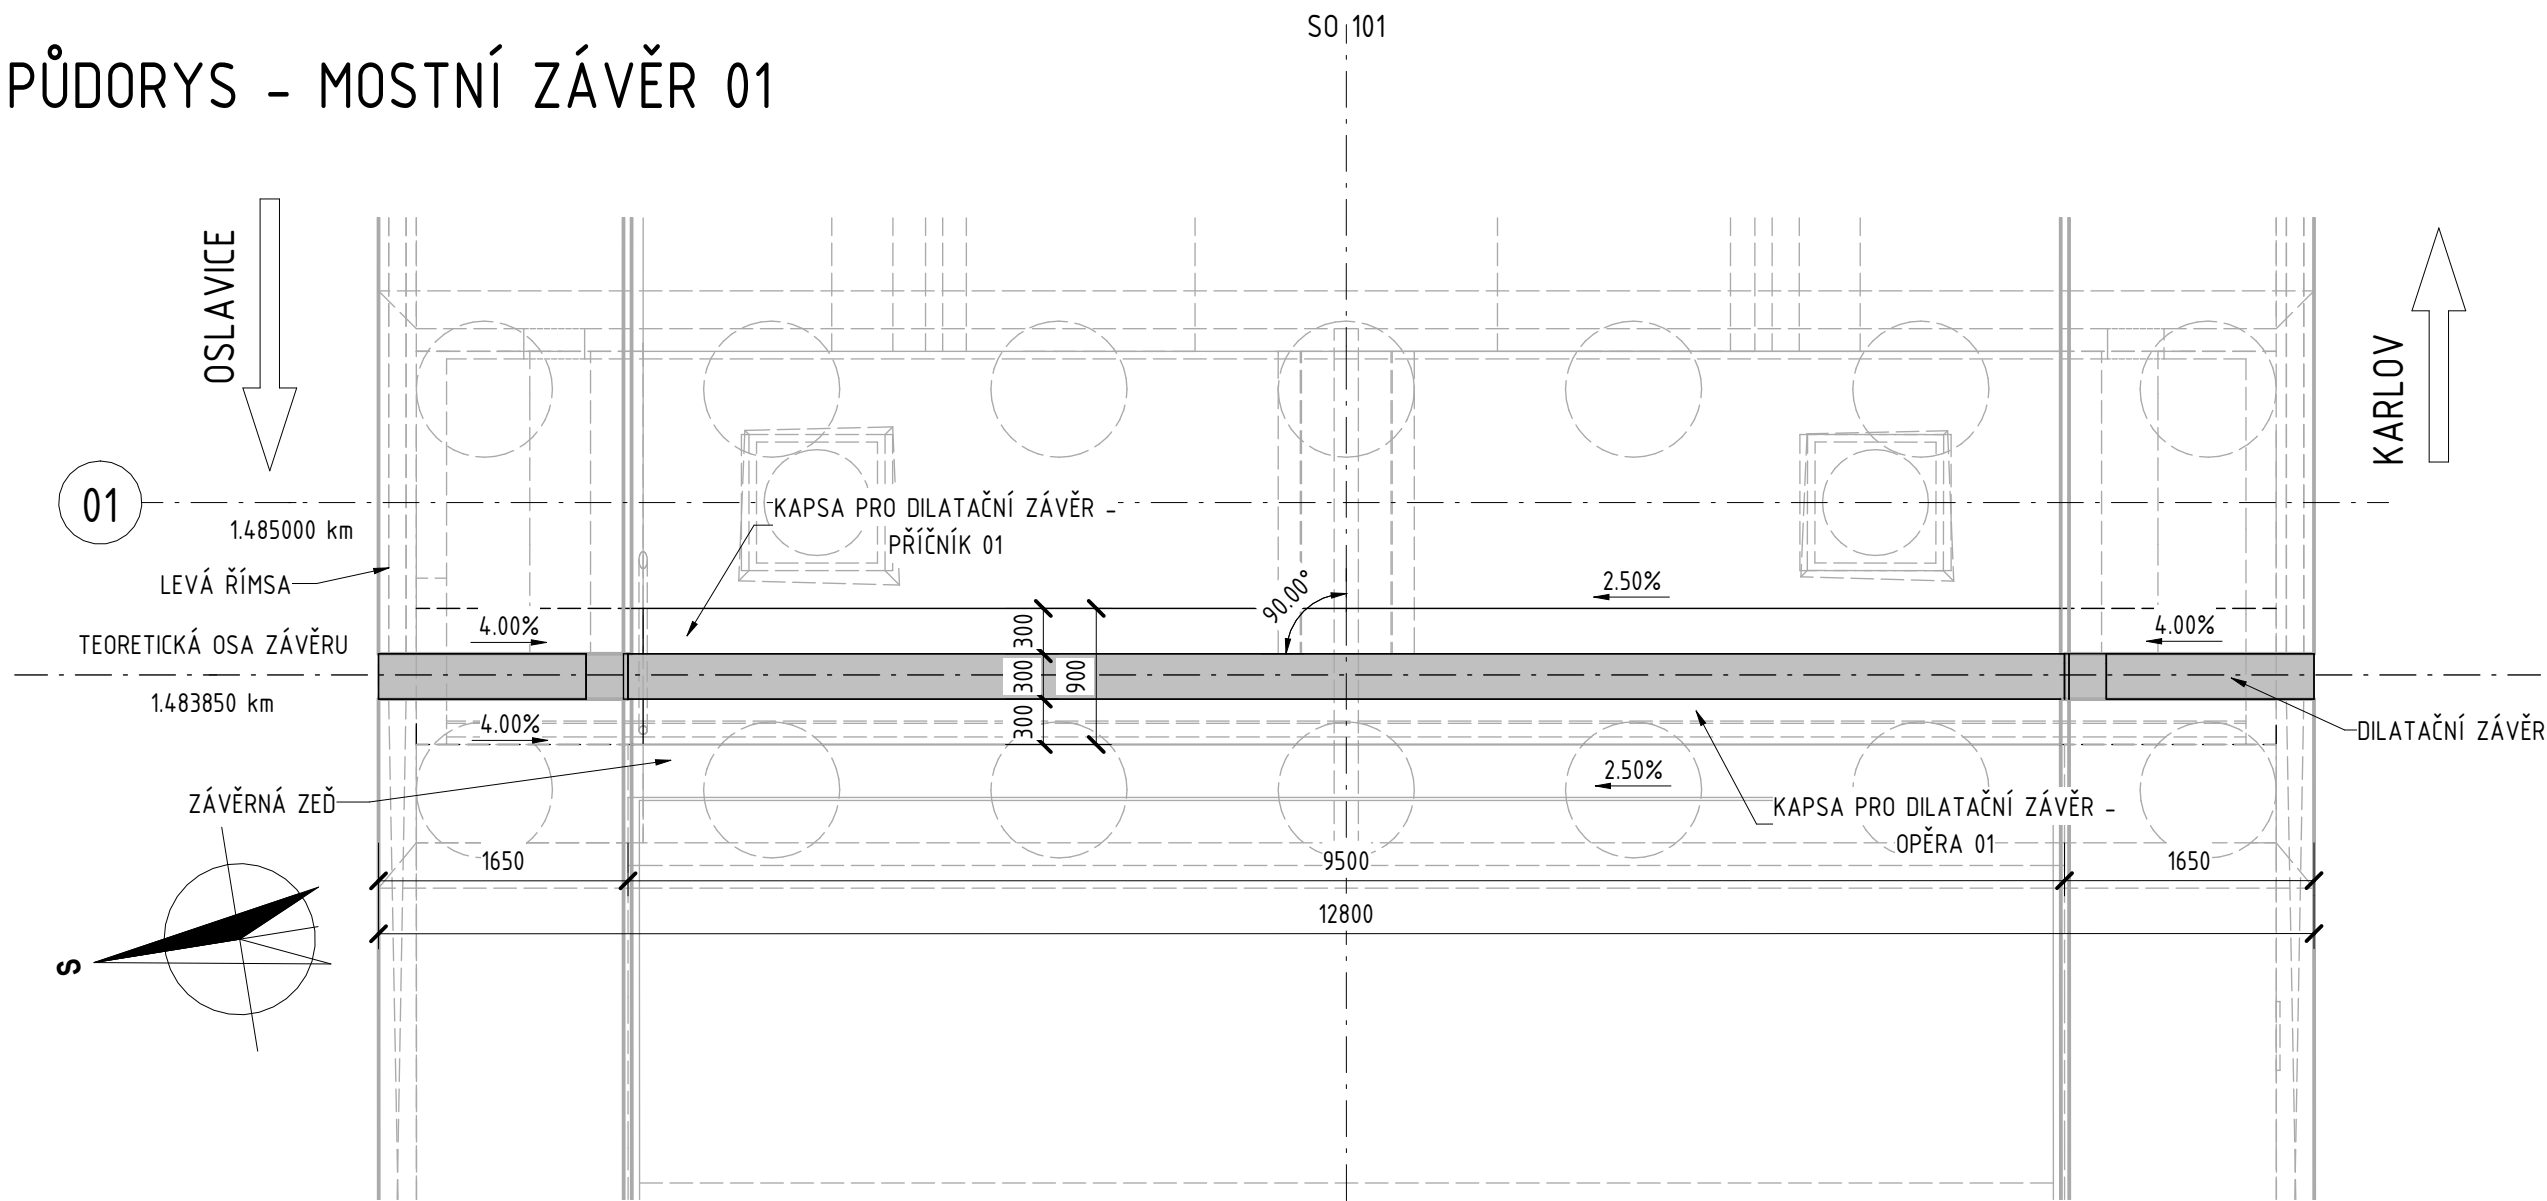 SO 101
PŮDORYS - MOSTNÍ ZÁVĚR 01
OSLAVICE
KARLOV
01
1.485000 km
KAPSA PRO DILATAČNÍ ZÁVĚR -
PŘÍČNÍK 01
LEVÁ ŘÍMSA
90.00°
2.50%
4.00%
300
4.00%
TEORETICKÁ OSA ZÁVĚRU
300
900
1.483850 km
4.00%
300
DILATAČNÍ ZÁVĚR
2.50%
ZÁVĚRNÁ ZEĎ
KAPSA PRO DILATAČNÍ ZÁVĚR -
OPĚRA 01
1650
9500
1650
12800
S